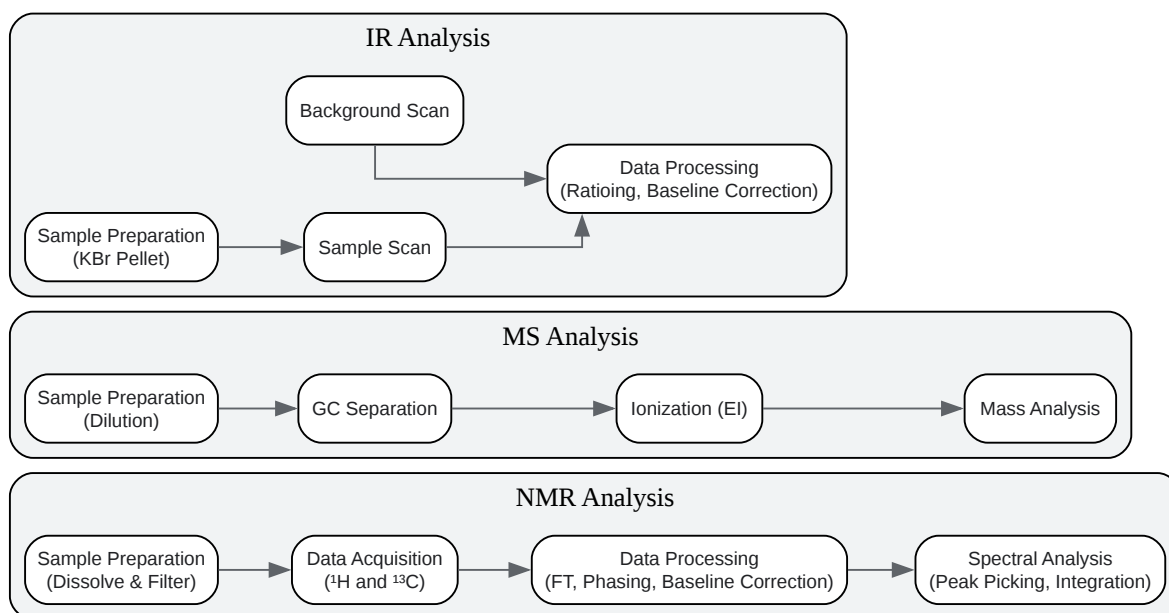 IR Analysis
Background Scan
Data Processing
(Ratioing, Baseline Correction)
Sample Preparation
(KBr Pellet)
Sample Scan
MS Analysis
Sample Preparation
(Dilution)
GC Separation
Ionization (EI)
Mass Analysis
NMR Analysis
Sample Preparation
(Dissolve & Filter)
Data Acquisition
(¹H and ¹³C)
Data Processing
(FT, Phasing, Baseline Correction)
Spectral Analysis
(Peak Picking, Integration)